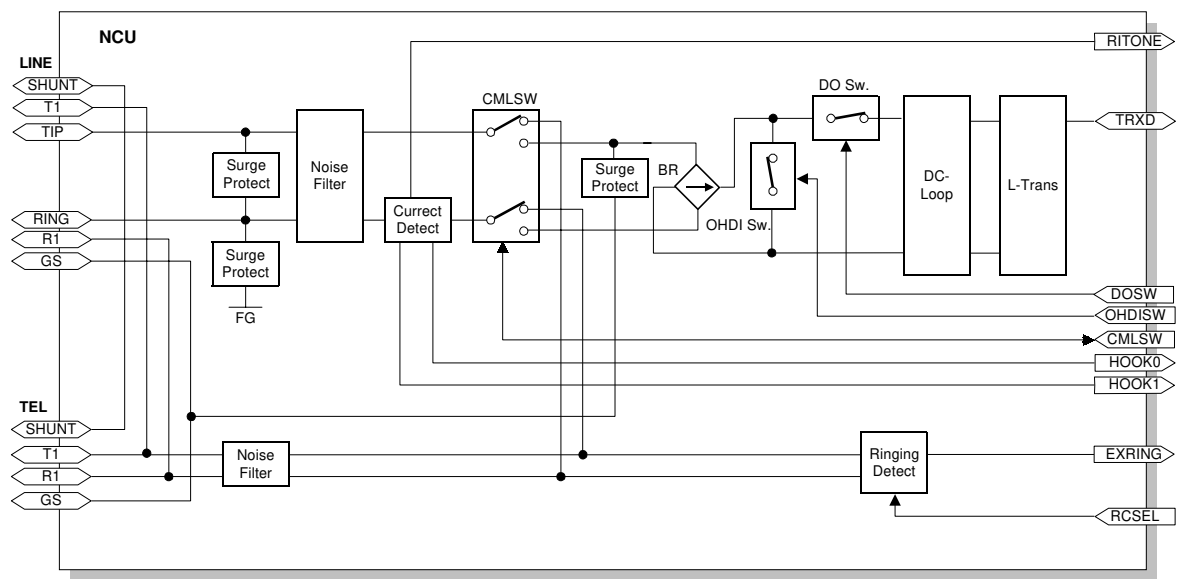 NCU
RITONE
LINE
SHUNT
T1
TIP
CMLSW
DO Sw.
TRXD
Surge
Protect
Noise
Filter
Surge
Protect
BR
DC-
Loop
L-Trans
RING
R1
GS
Currect
Detect
OHDI Sw.
Surge
Protect
FG
DOSW
OHDISW
CMLSW
HOOK0
HOOK1
TEL
SHUNT
T1
R1
GS
Noise
Filter
Ringing
Detect
EXRING
RCSEL